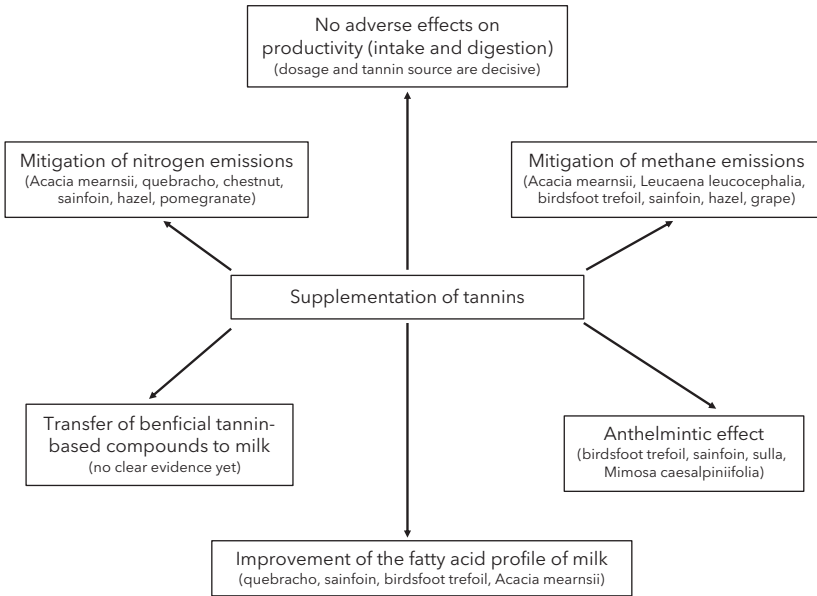 No adverse effects on
productivity (intake and digestion)
(dosage and tannin source are decisive)
Mitigation of nitrogen emissions
(Acacia mearnsii, quebracho, chestnut,
sainfoin, hazel, pomegranate)
Mitigation of methane emissions
(Acacia mearnsii, Leucaena leucocephalia,
birdsfoot trefoil, sainfoin, hazel, grape)
Supplementation of tannins
Transfer of benficial tannin-
based compounds to milk
(no clear evidence yet)
Anthelmintic effect
(birdsfoot trefoil, sainfoin, sulla,
Mimosa caesalpiniifolia)
Improvement of the fatty acid profile of milk
(quebracho, sainfoin, birdsfoot trefoil, Acacia mearnsii)